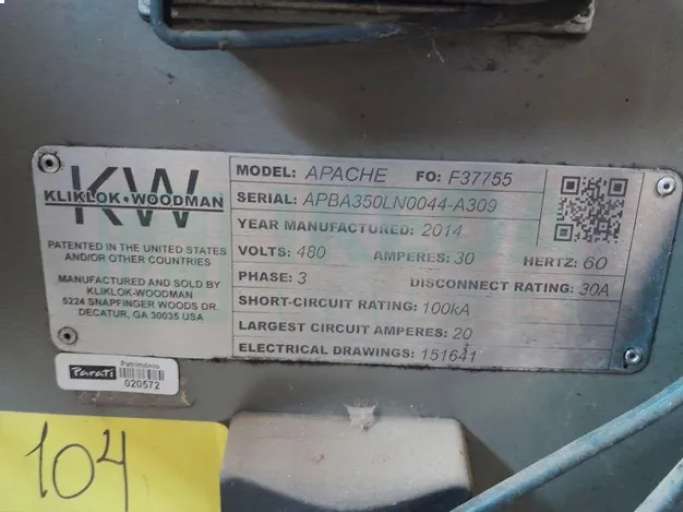 KW
KLIKLOK•WOODMAN
PATENTED IN THE UNITED STATES
AND/OR OTHER COUNTRIES
MANUFACTURED AND SOLD BY
KLIKLOK-WOODMAN
5224 SNAPFINGER WOODS DR.
DECATUR, GA 30035 USA
MODEL: APACHE FO: F37755
SERIAL: APBA350LN0044-A309
YEAR MANUFACTURED: 2014
VOLTS: 480 AMPERES: 30 HERTZ: 60
PHASE: 3 DISCONNECT RATING: 30A
SHORT-CIRCUIT RATING: 100kA
LARGEST CIRCUIT AMPERES: 20
ELECTRICAL DRAWINGS: 151641
Parati
Patrimônio
020572
104